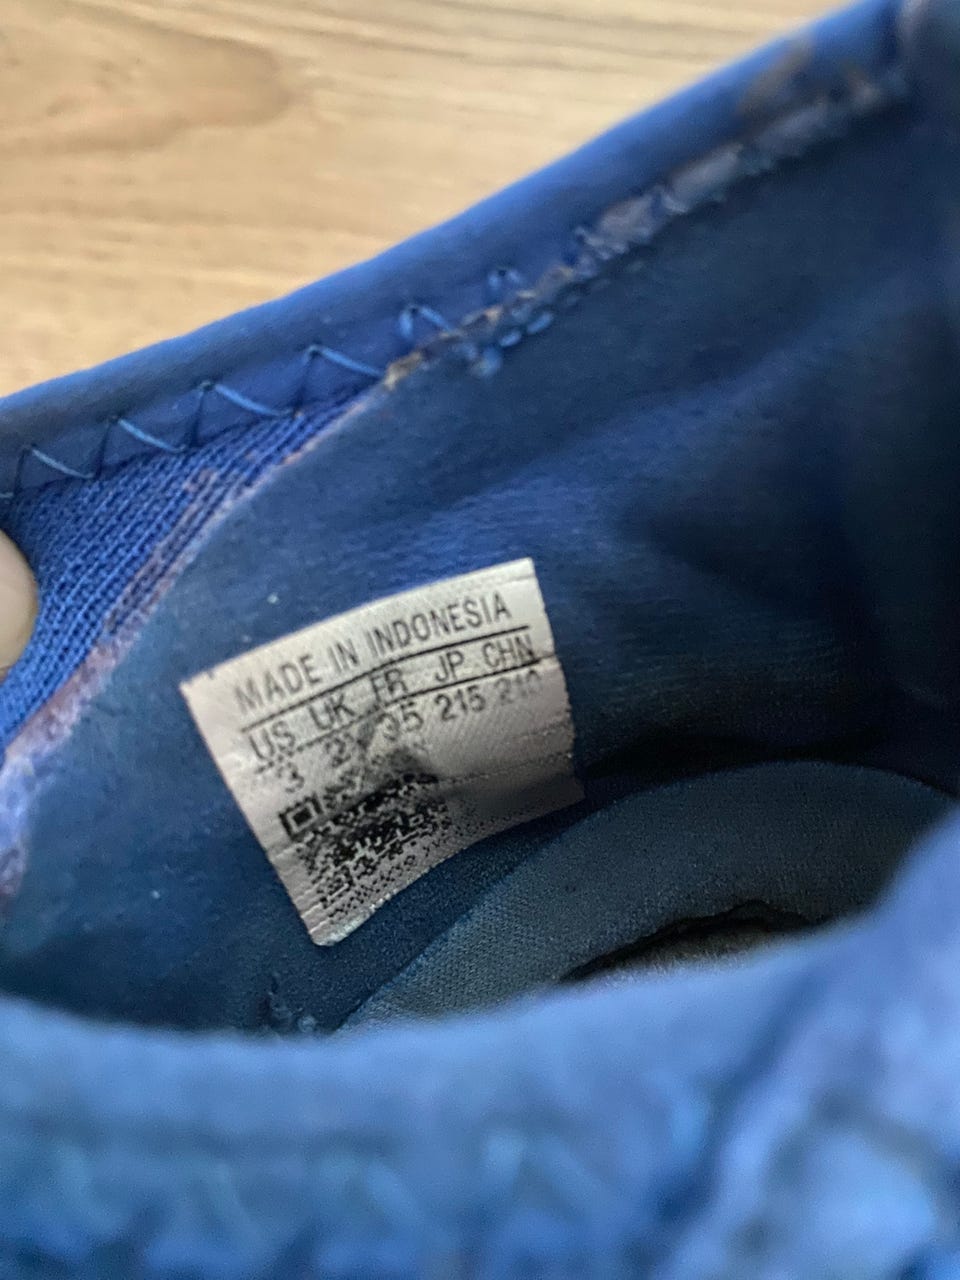 MADE IN INDONESIA
US UK FR JP CHN
3 35 215